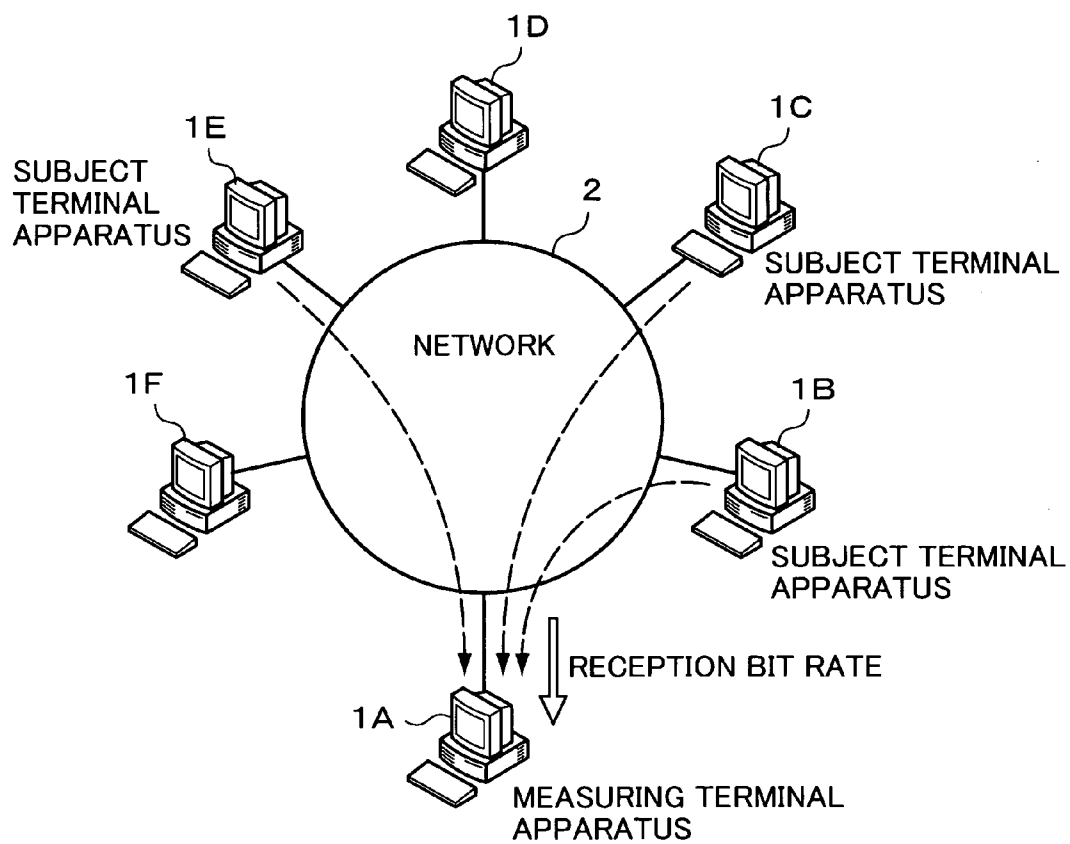 1D
1E
1C
SUBJECT
TERMINAL
APPARATUS
2
SUBJECT TERMINAL
APPARATUS
NETWORK
1F
1B
SUBJECT TERMINAL
APPARATUS
RECEPTION BIT RATE
1A
MEASURING TERMINAL
APPARATUS